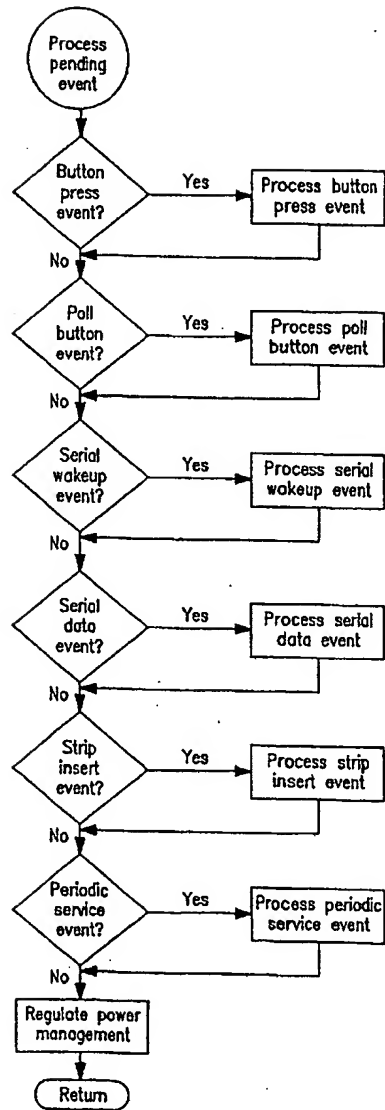 Process
pending
event
Button
press
event?
Yes
Process button
press event
No
Poll
button
event?
Yes
Process poll
button event
No
Serial
wakeup
event?
Yes
Process serial
wakeup event
No
Serial
data
event?
Yes
Process serial
data event
No
Strip
insert
event?
Yes
Process strip
insert event
No
Periodic
service
event?
Yes
Process periodic
service event
No
Regulate power
management
Return